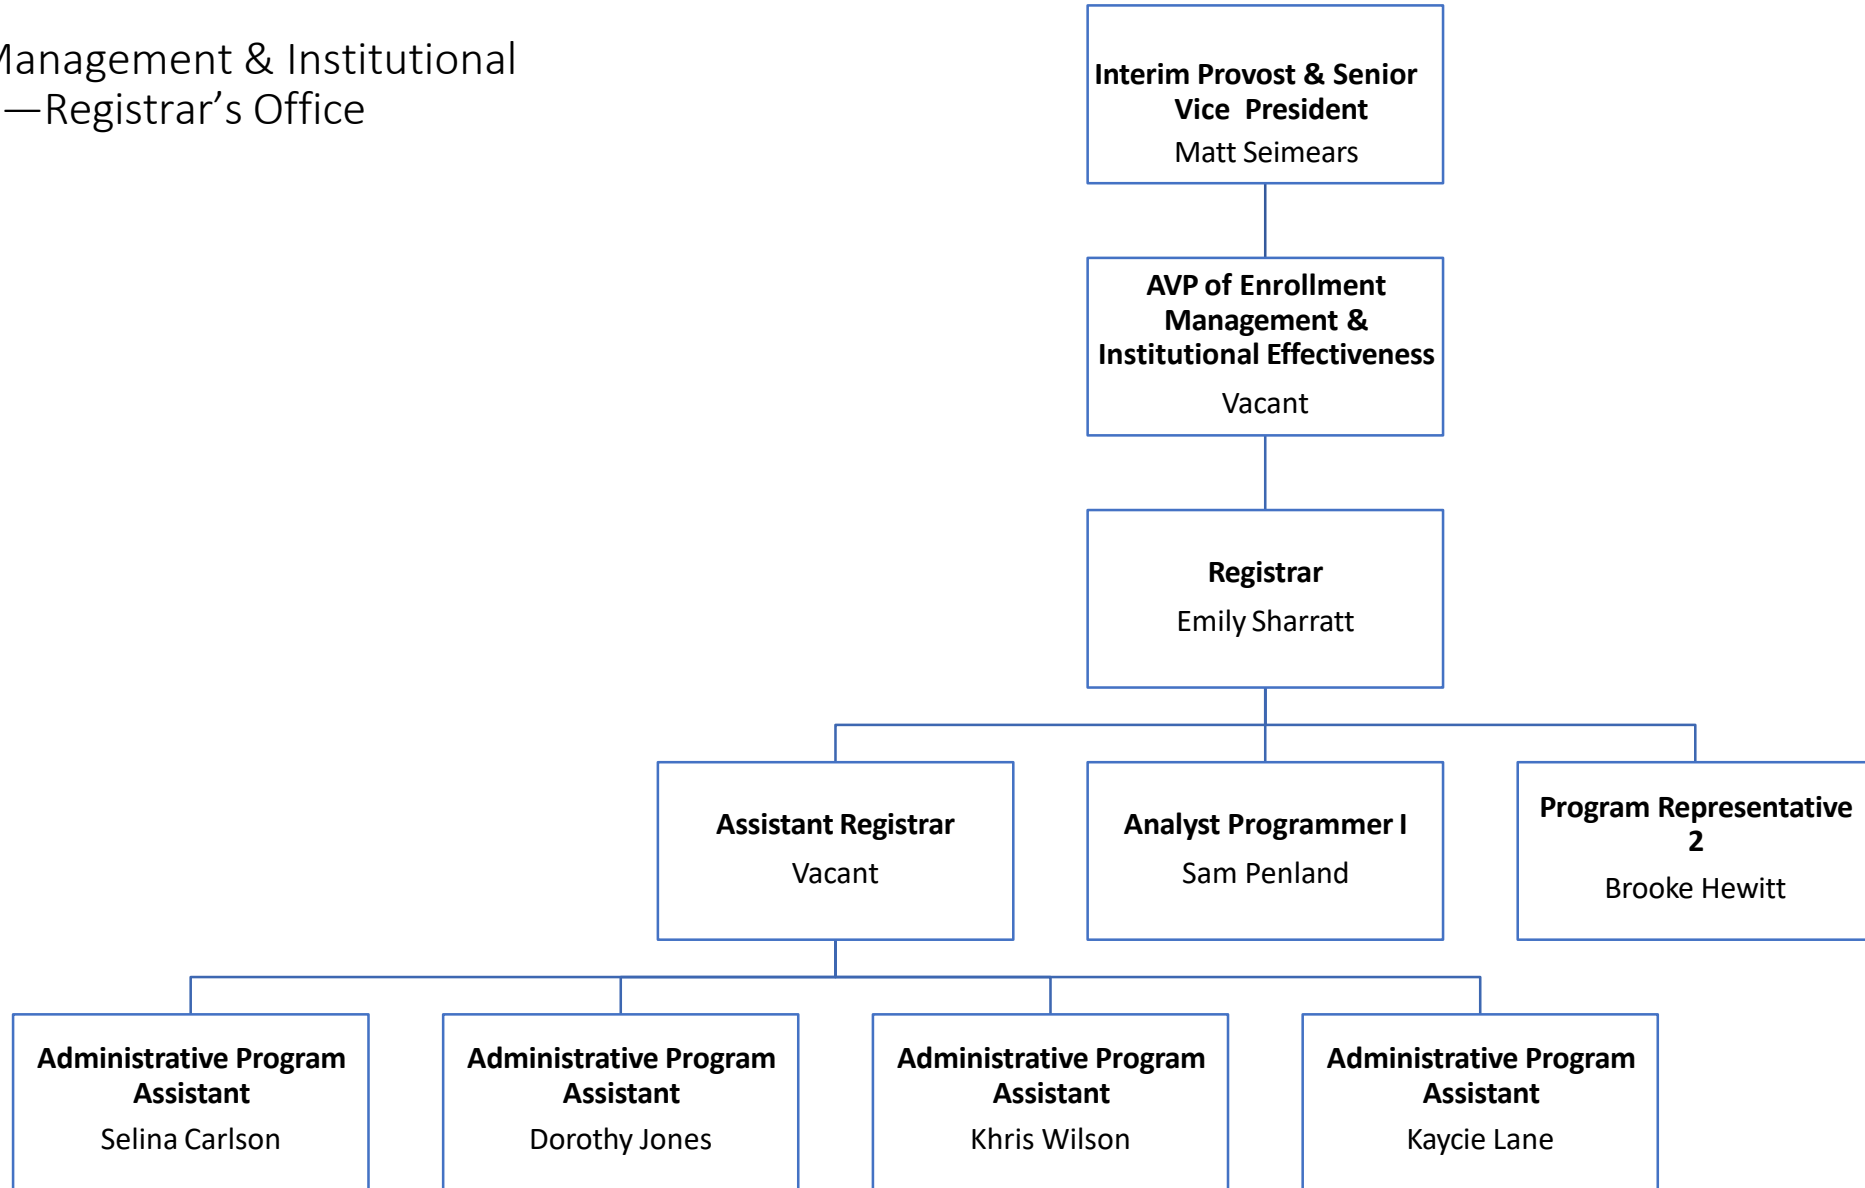 Management & Institutional
—Registrar's Office
Interim Provost & Senior
Vice President
Matt Seimears
AVP of Enrollment
Management &
Institutional Effectiveness
Vacant
Registrar
Emily Sharratt
Assistant Registrar
Vacant
Analyst Programmer I
Sam Penland
Program Representative
2
Brooke Hewitt
Administrative Program
Assistant
Selina Carlson
Administrative Program
Assistant
Dorothy Jones
Administrative Program
Assistant
Khris Wilson
Administrative Program
Assistant
Kaycie Lane